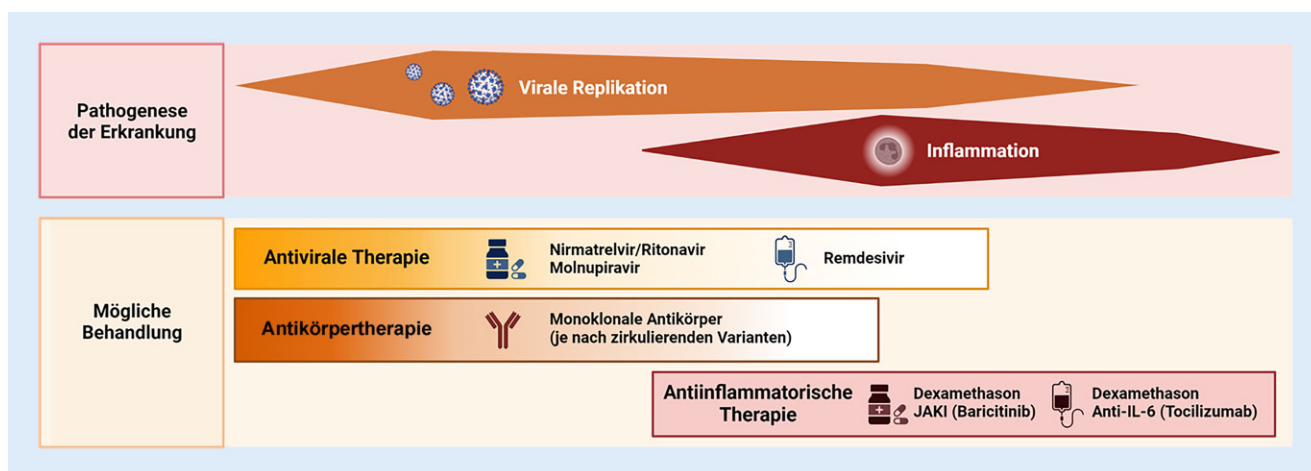 Pathogenese
der Erkrankung
Virale Replikation
Inflammation
Mögliche
Behandlung
Antivirale Therapie
Nirmatrelvir/Ritonavir
Molnupiravir
Remdesivir
Antikörpertherapie
Monoklonale Antikörper
(je nach zirkulierenden Varianten)
Antiinflammatorische
Therapie
Dexamethason
JAKI (Baricitinib)
Dexamethason
Anti-IL-6 (Tocilizumab)